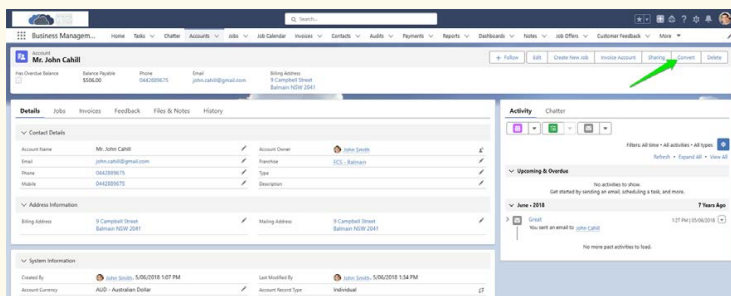 Search...
Business Managem... Home Tasks Chatter Accounts Jobs Job Calendar Invoices Contacts Audits Payments Reports Dashboards Notes Job Offers Customer Feedback More
Account
Mr. John Cahill
+ Follow Edit Create New Job Invoice Account Sharing Convert Delete
Has Overdue Balance Balance Payable Phone Email Billing Address
$506.00 0442889675 john.cahill@gmail.com 9 Campbell Street
Balmain NSW 2041
Details Jobs Invoices Feedback Files & Notes History
Contact Details
Account Name Mr. John Cahill Account Owner John Smith
Email john.cahill@gmail.com Franchise FCS - Balmain
Phone 0442889675 Type
Mobile 0442889675 Description
Address Information
Billing Address 9 Campbell Street Mailing Address 9 Campbell Street
Balmain NSW 2041 Balmain NSW 2041
System Information
Created By John Smith, 5/06/2018 1:07 PM Last Modified By John Smith, 5/06/2018 1:34 PM
Account Currency AUD - Australian Dollar Account Record Type Individual
Activity Chatter
Filters: All time • All activities • All types
Refresh • Expand All • View All
Upcoming & Overdue
No activities to show.
Get started by sending an email, scheduling a task, and more.
June • 2018 7 Years Ago
Great 1:27 PM | 05/06/2018
You sent an email to John Cahill
No more past activities to load.